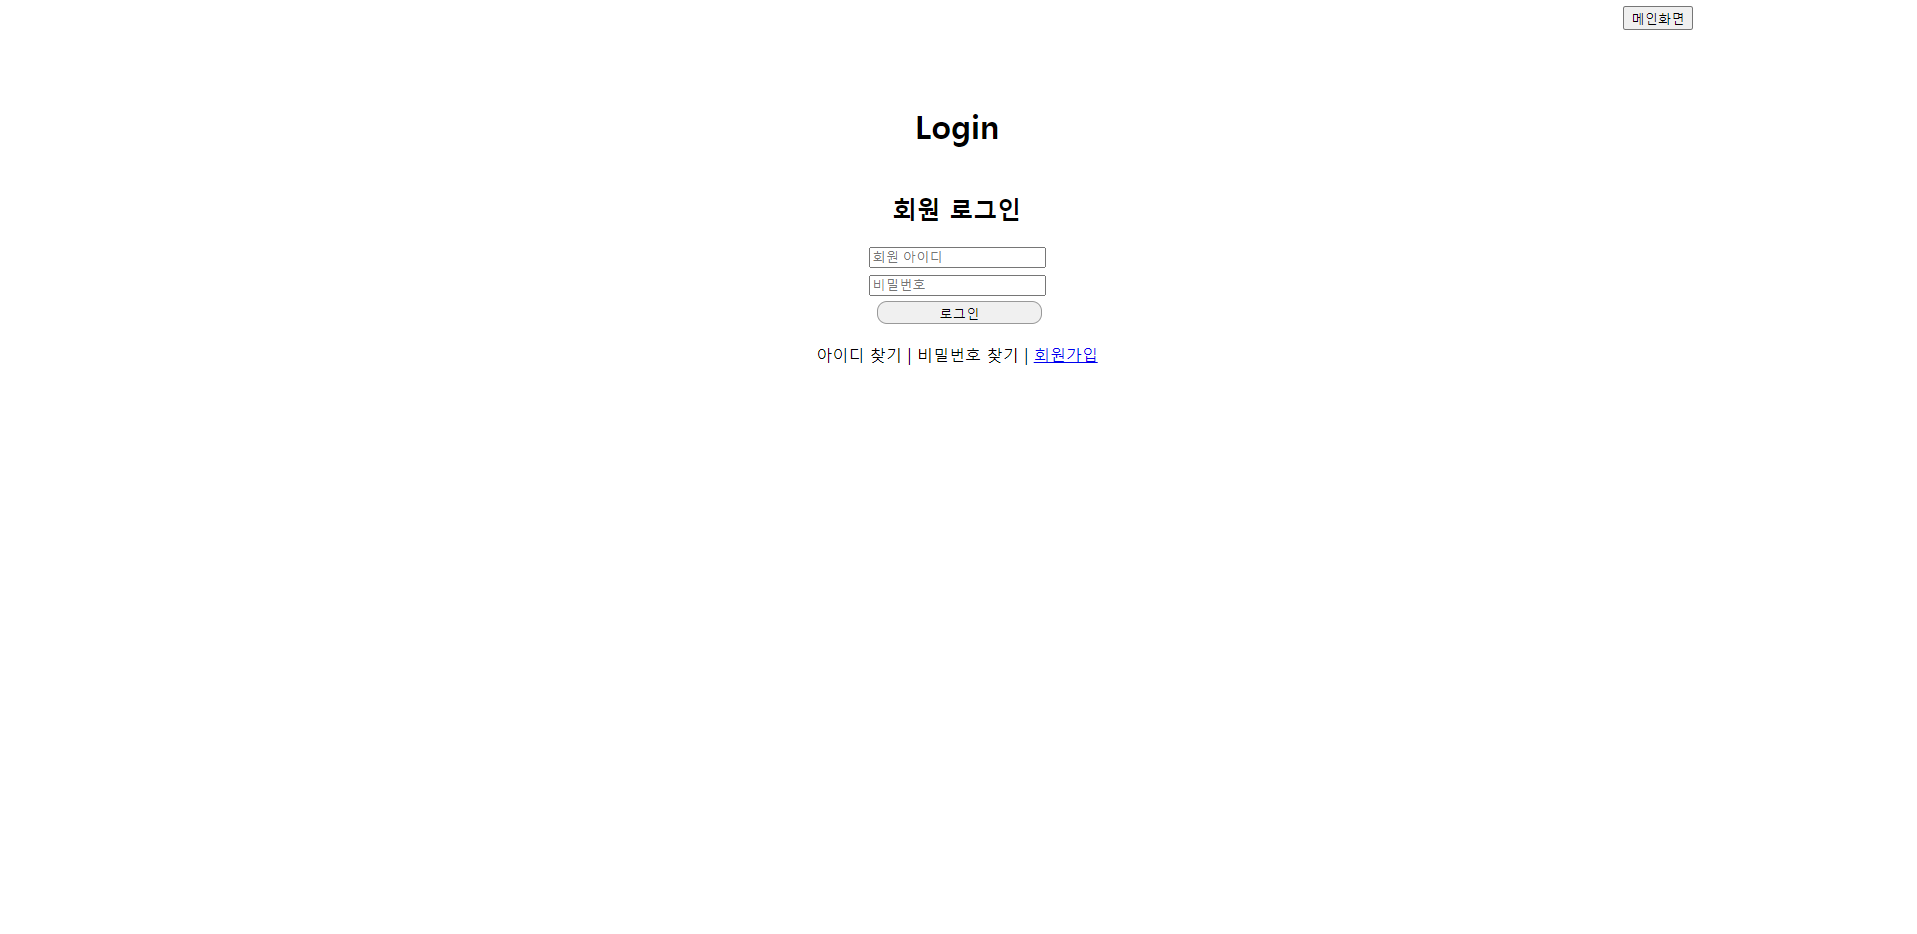 메인화면
Login
회원 로그인
회원 아이디
비밀번호
로그인
아이디 찾기 | 비밀번호 찾기 | 회원가입